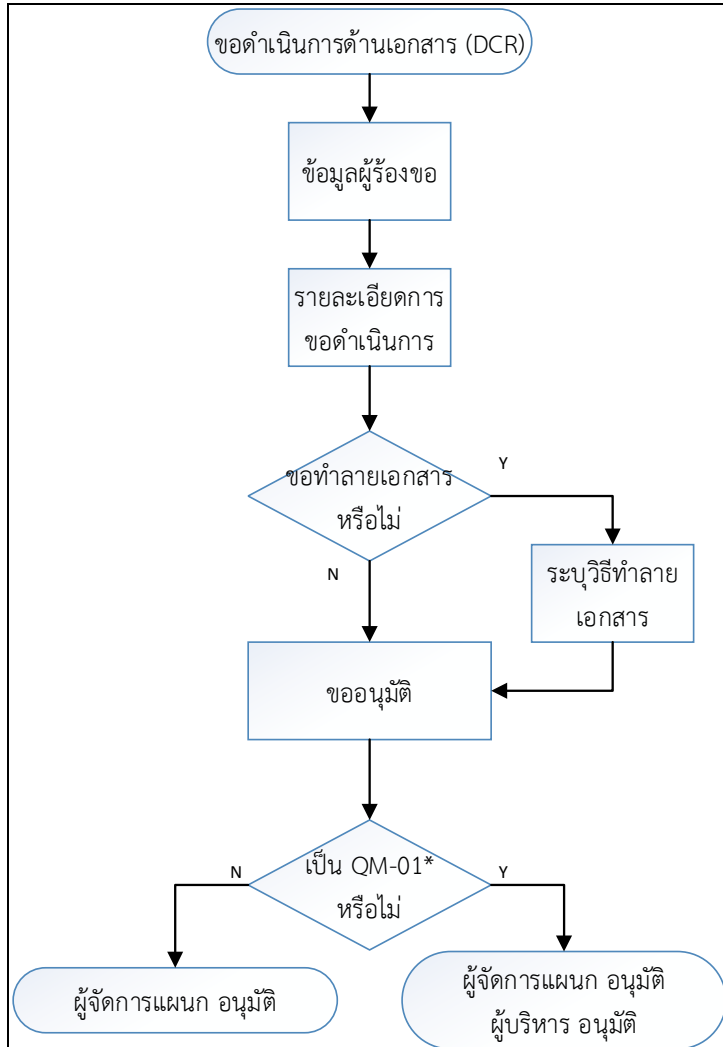 ขอดำเนินการด้านเอกสาร (DCR)
ข้อมูลผู้ร้องขอ
รายละเอียดการ
ขอดำเนินการ
ขอทำลายเอกสาร
หรือไม่
Y
N
ระบุวิธีทำลาย
เอกสาร
ขออนุมัติ
เป็น QM-01*
หรือไม่
N
Y
ผู้จัดการแผนก อนุมัติ
ผู้จัดการแผนก อนุมัติ
ผู้บริหาร อนุมัติ